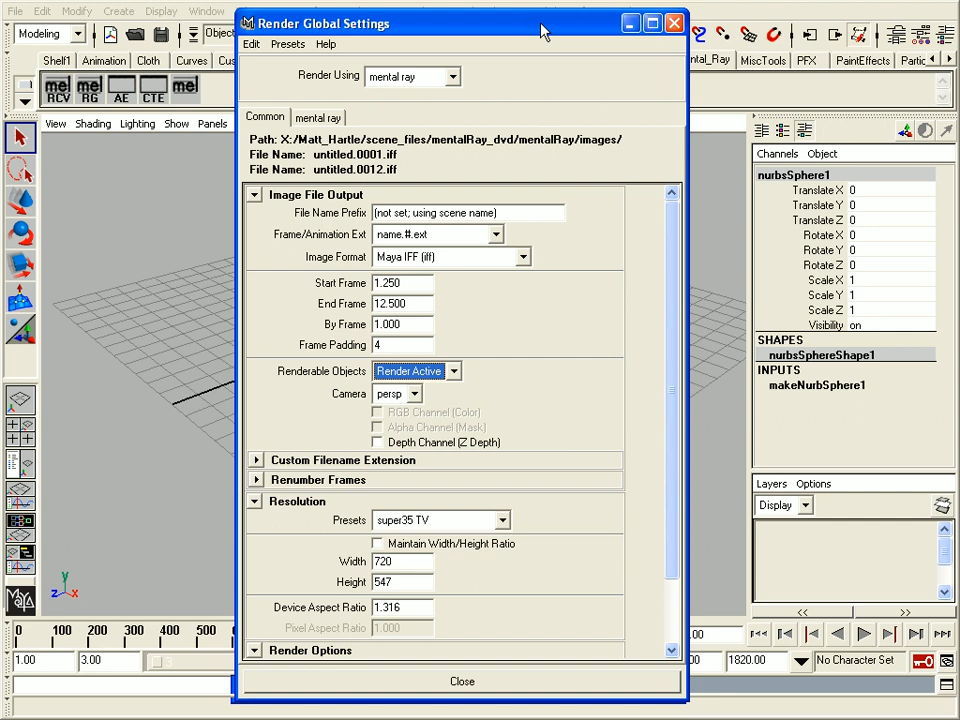 File Edit Modify Create Display Window
Render Global Settings
Modeling
Object
Edit Presets Help
Render Using mental ray
Shelf1 Animation Cloth Curves Cus
ntal_Ray MiscTools PFX PaintEffects Partic
mel mel mel
RCV RG AE CTE
Common mental ray
View Shading Lighting Show Panels
Path: X:/Matt_Hartle/scene_files/mentalRay_dvd/mentalRay/images/
File Name: untitled.0001.iff
File Name: untitled.0012.iff
Image File Output
File Name Prefix (not set; using scene name)
Frame/Animation Ext name.#.ext
Image Format Maya IFF (iff)
Start Frame 1.250
End Frame 12.500
By Frame 1.000
Frame Padding 4
Renderable Objects Render Active
Camera persp
RGB Channel (Color)
Alpha Channel (Mask)
Depth Channel (Z Depth)
Custom Filename Extension
Renumber Frames
Resolution
Presets super35 TV
Maintain Width/Height Ratio
Width 720
Height 547
Device Aspect Ratio 1.316
Pixel Aspect Ratio 1.000
Render Options
Close
Channels Object
nurbsSphere1
Translate X 0
Translate Y 0
Translate Z 0
Rotate X 0
Rotate Y 0
Rotate Z 0
Scale X 1
Scale Y 1
Scale Z 1
Visibility on
SHAPES
nurbsSphereShape1
INPUTS
makeNurbSphere1
Layers Options
Display
<< >>
y
z x
MAYA
0 100 200 300 400 500
.00
1.00 3.00 3
.00 1820.00 No Character Set